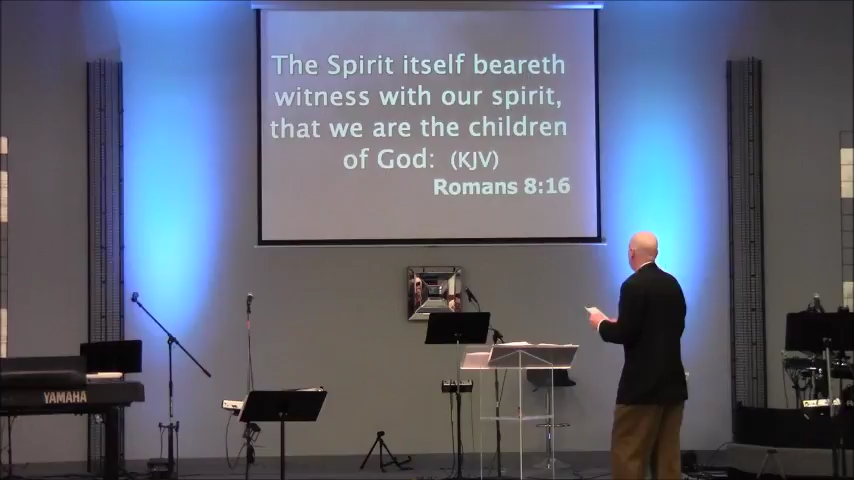 The Spirit itself beareth
witness with our spirit,
that we are the children
of God: (KJV)
Romans 8:16
YAMAHA